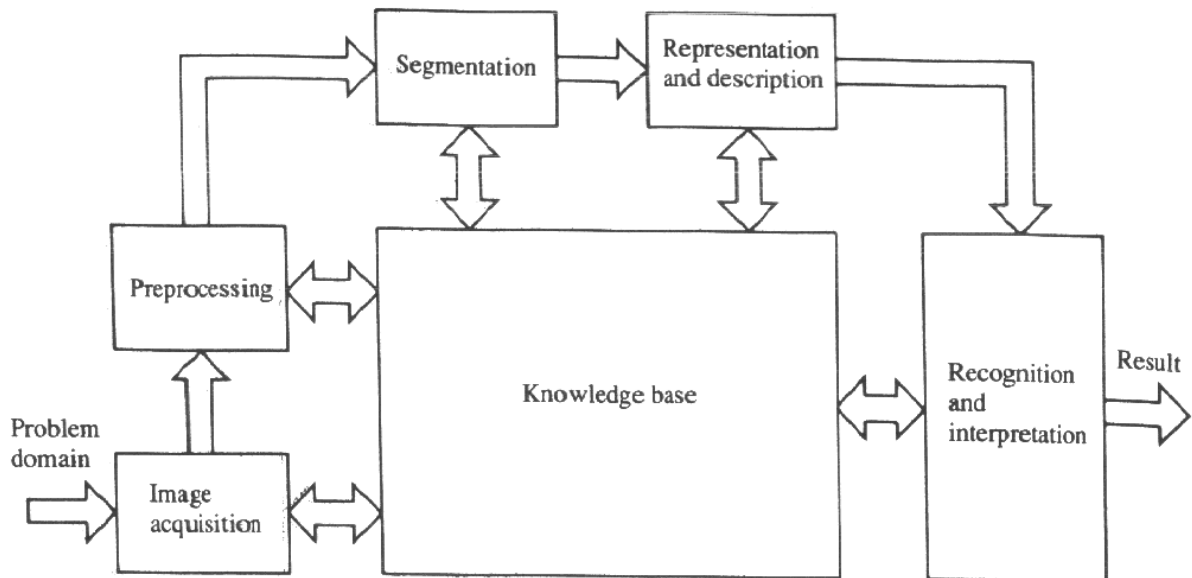 Segmentation
Representation
and description
Preprocessing
Knowledge base
Recognition
and
interpretation
Result
Problem
domain
Image
acquisition